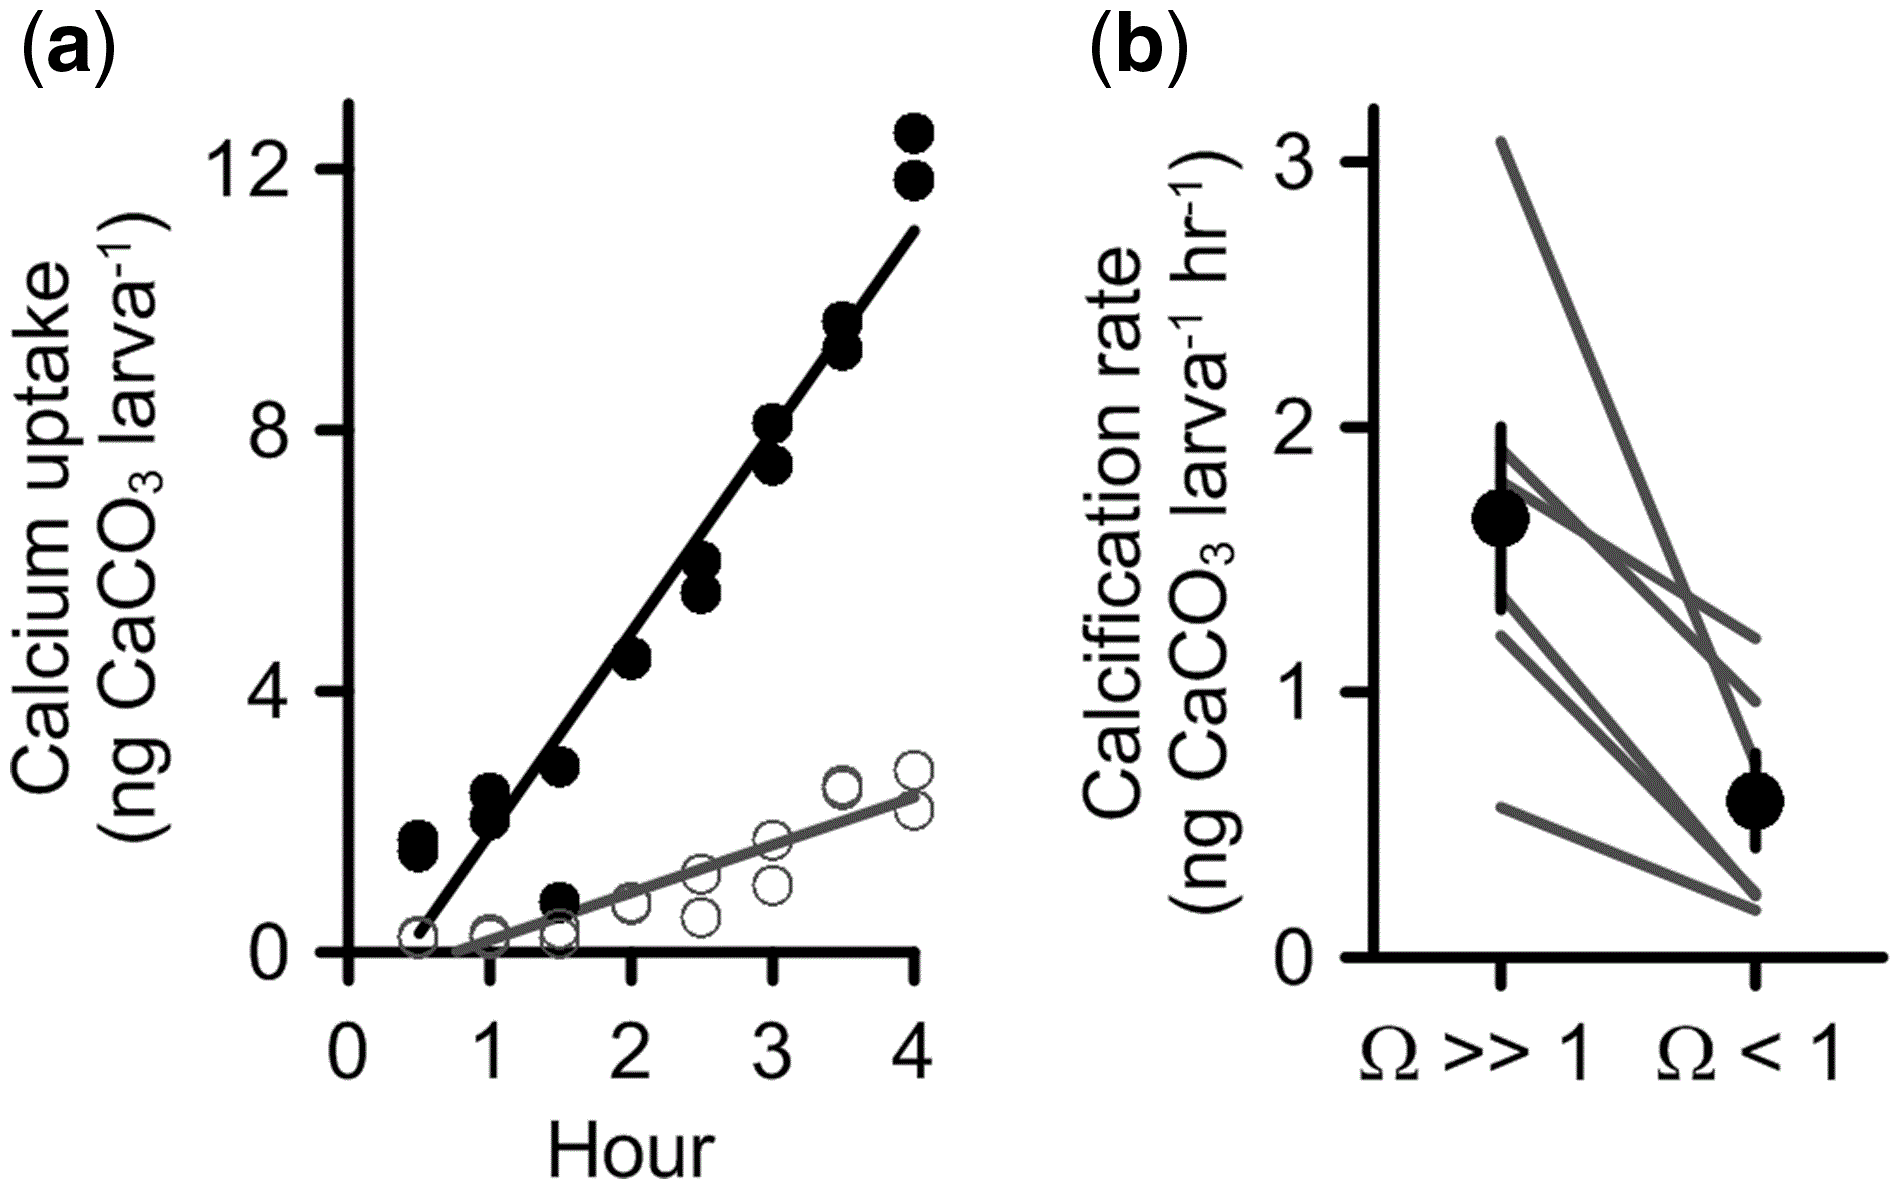 (a)
Calcium uptake
(ng CaCO₃ larva⁻¹)
12
8
4
0
0 1 2 3 4
Hour
(b)
Calcification rate
(ng CaCO₃ larva⁻¹ hr⁻¹)
3
2
1
0
Ω >> 1 Ω < 1